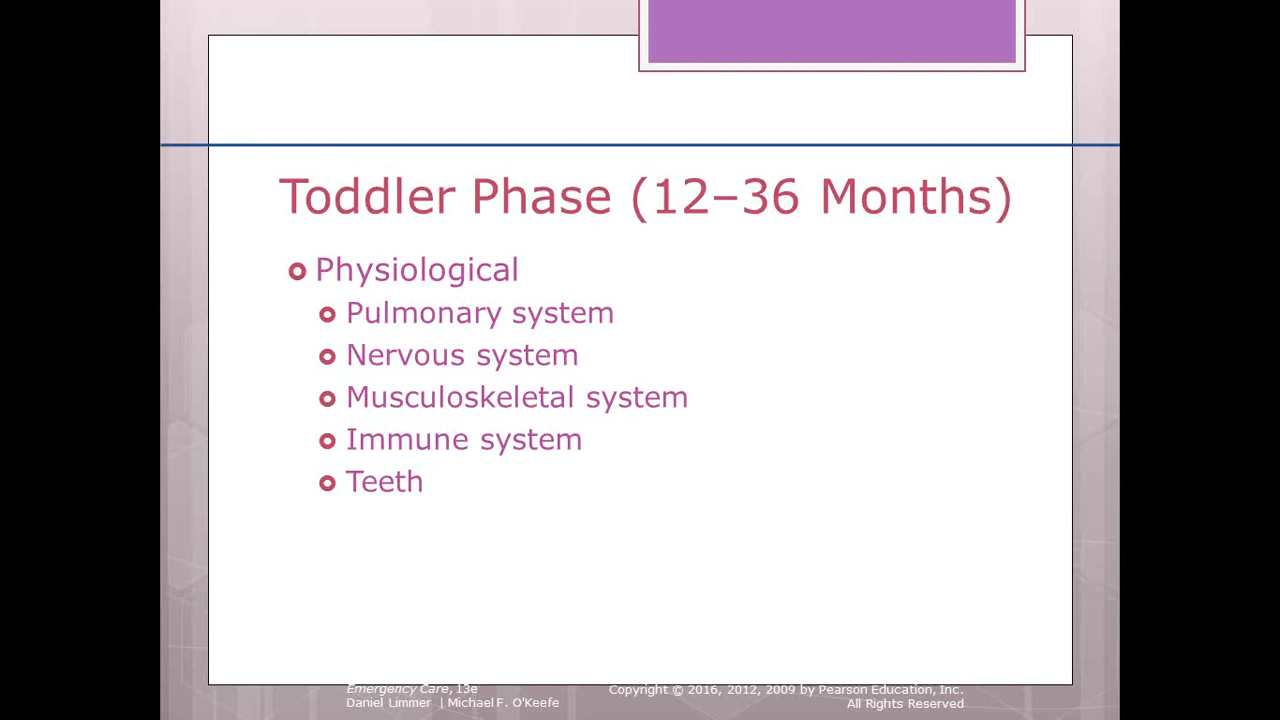 Toddler Phase (12–36 Months)
Physiological
Pulmonary system
Nervous system
Musculoskeletal system
Immune system
Teeth
Emergency Care, 13e
Daniel Limmer | Michael F. O'Keefe
Copyright © 2016, 2012, 2009 by Pearson Education, Inc.
All Rights Reserved